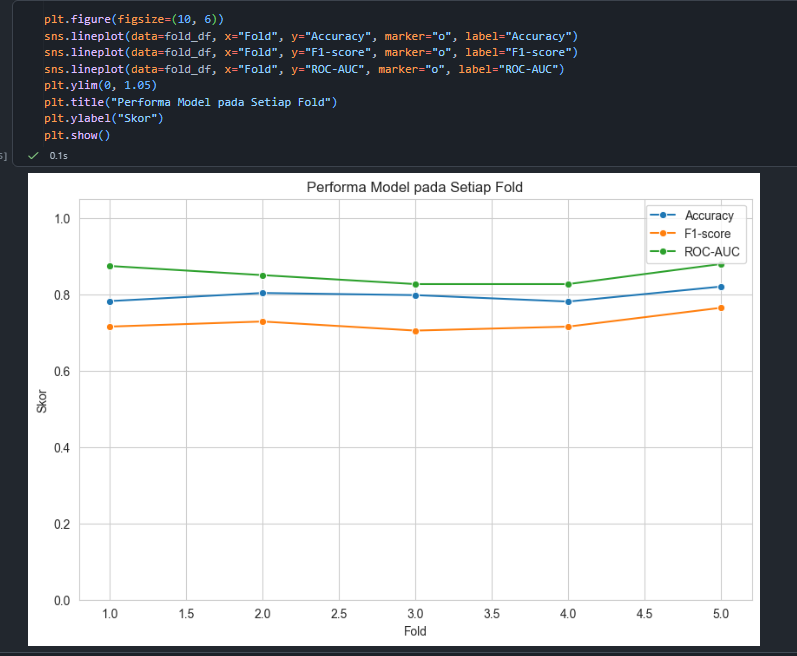 plt.figure(figsize=(10, 6))
sns.lineplot(data=fold_df, x="Fold", y="Accuracy", marker="o", label="Accuracy")
sns.lineplot(data=fold_df, x="Fold", y="F1-score", marker="o", label="F1-score")
sns.lineplot(data=fold_df, x="Fold", y="ROC-AUC", marker="o", label="ROC-AUC")
plt.ylim(0, 1.05)
plt.title("Performa Model pada Setiap Fold")
plt.ylabel("Skor")
plt.show()
] 0.1s
Performa Model pada Setiap Fold
Accuracy
F1-score
ROC-AUC
1.0
0.8
0.6
0.4
0.2
0.0
Skor
1.0 1.5 2.0 2.5 3.0 3.5 4.0 4.5 5.0
Fold